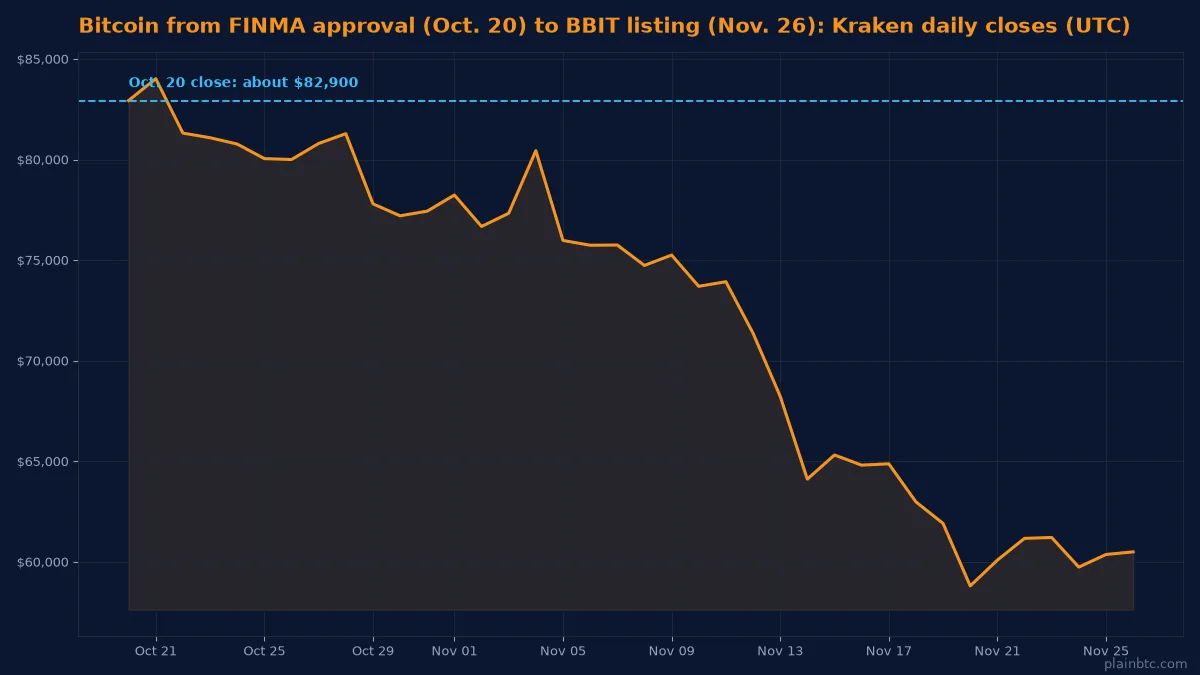 Bitcoin from FINMA approval (Oct. 20) to BBIT listing (Nov. 26): Kraken daily closes (UTC)
$85,000
Oct. 20 close: about $82,900
$80,000
$75,000
$70,000
$65,000
$60,000
Oct 21 Oct 25 Oct 29 Nov 01 Nov 05 Nov 09 Nov 13 Nov 17 Nov 21 Nov 25
plainbtc.com